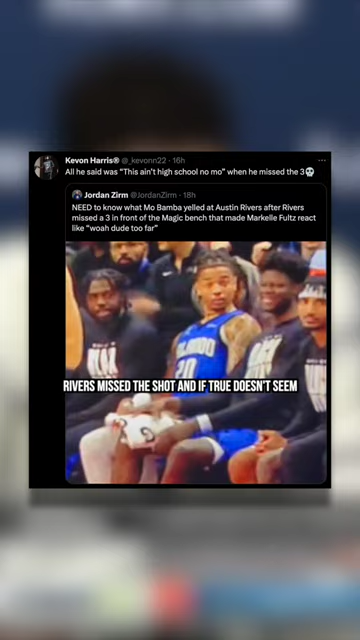 Kevon Harris® @_kevonn22 · 16h
All he said was “This ain’t high school no mo” when he missed the 3💀
Jordan Zirm @JordanZirm · 18h
NEED to know what Mo Bamba yelled at Austin Rivers after Rivers
missed a 3 in front of the Magic bench that made Markelle Fultz react
like “woah dude too far”
ORLANDO
20
RIVERS MISSED THE SHOT AND IF TRUE DOESN'T SEEM